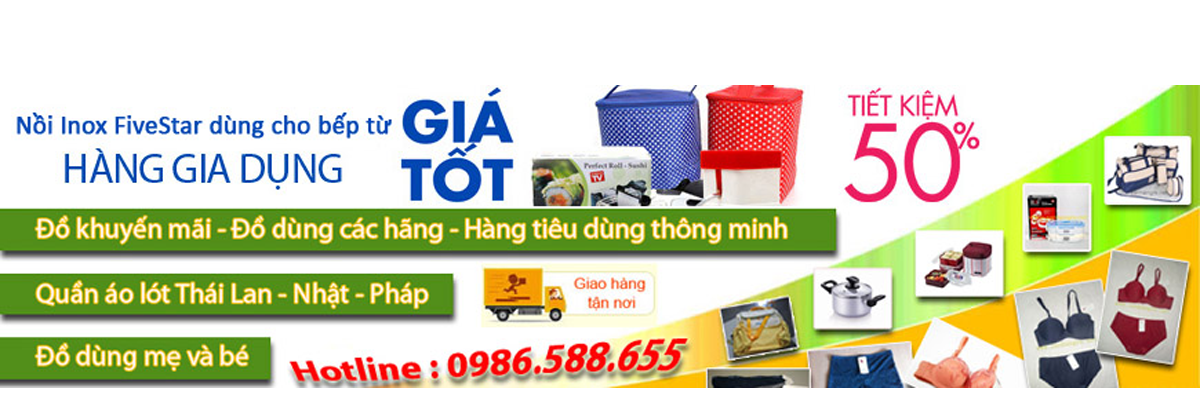 Nồi Inox FiveStar dùng cho bếp từ
HÀNG GIA DỤNG
GIÁ
TỐT
Perfect Roll - Sushi
TV
TIẾT KIỆM
50%
Đồ khuyến mãi - Đồ dùng các hãng - Hàng tiêu dùng thông minh
Quần áo lót Thái Lan - Nhật - Pháp
Giao hàng
tận nơi
Đồ dùng mẹ và bé
Hotline : 0986.588.655